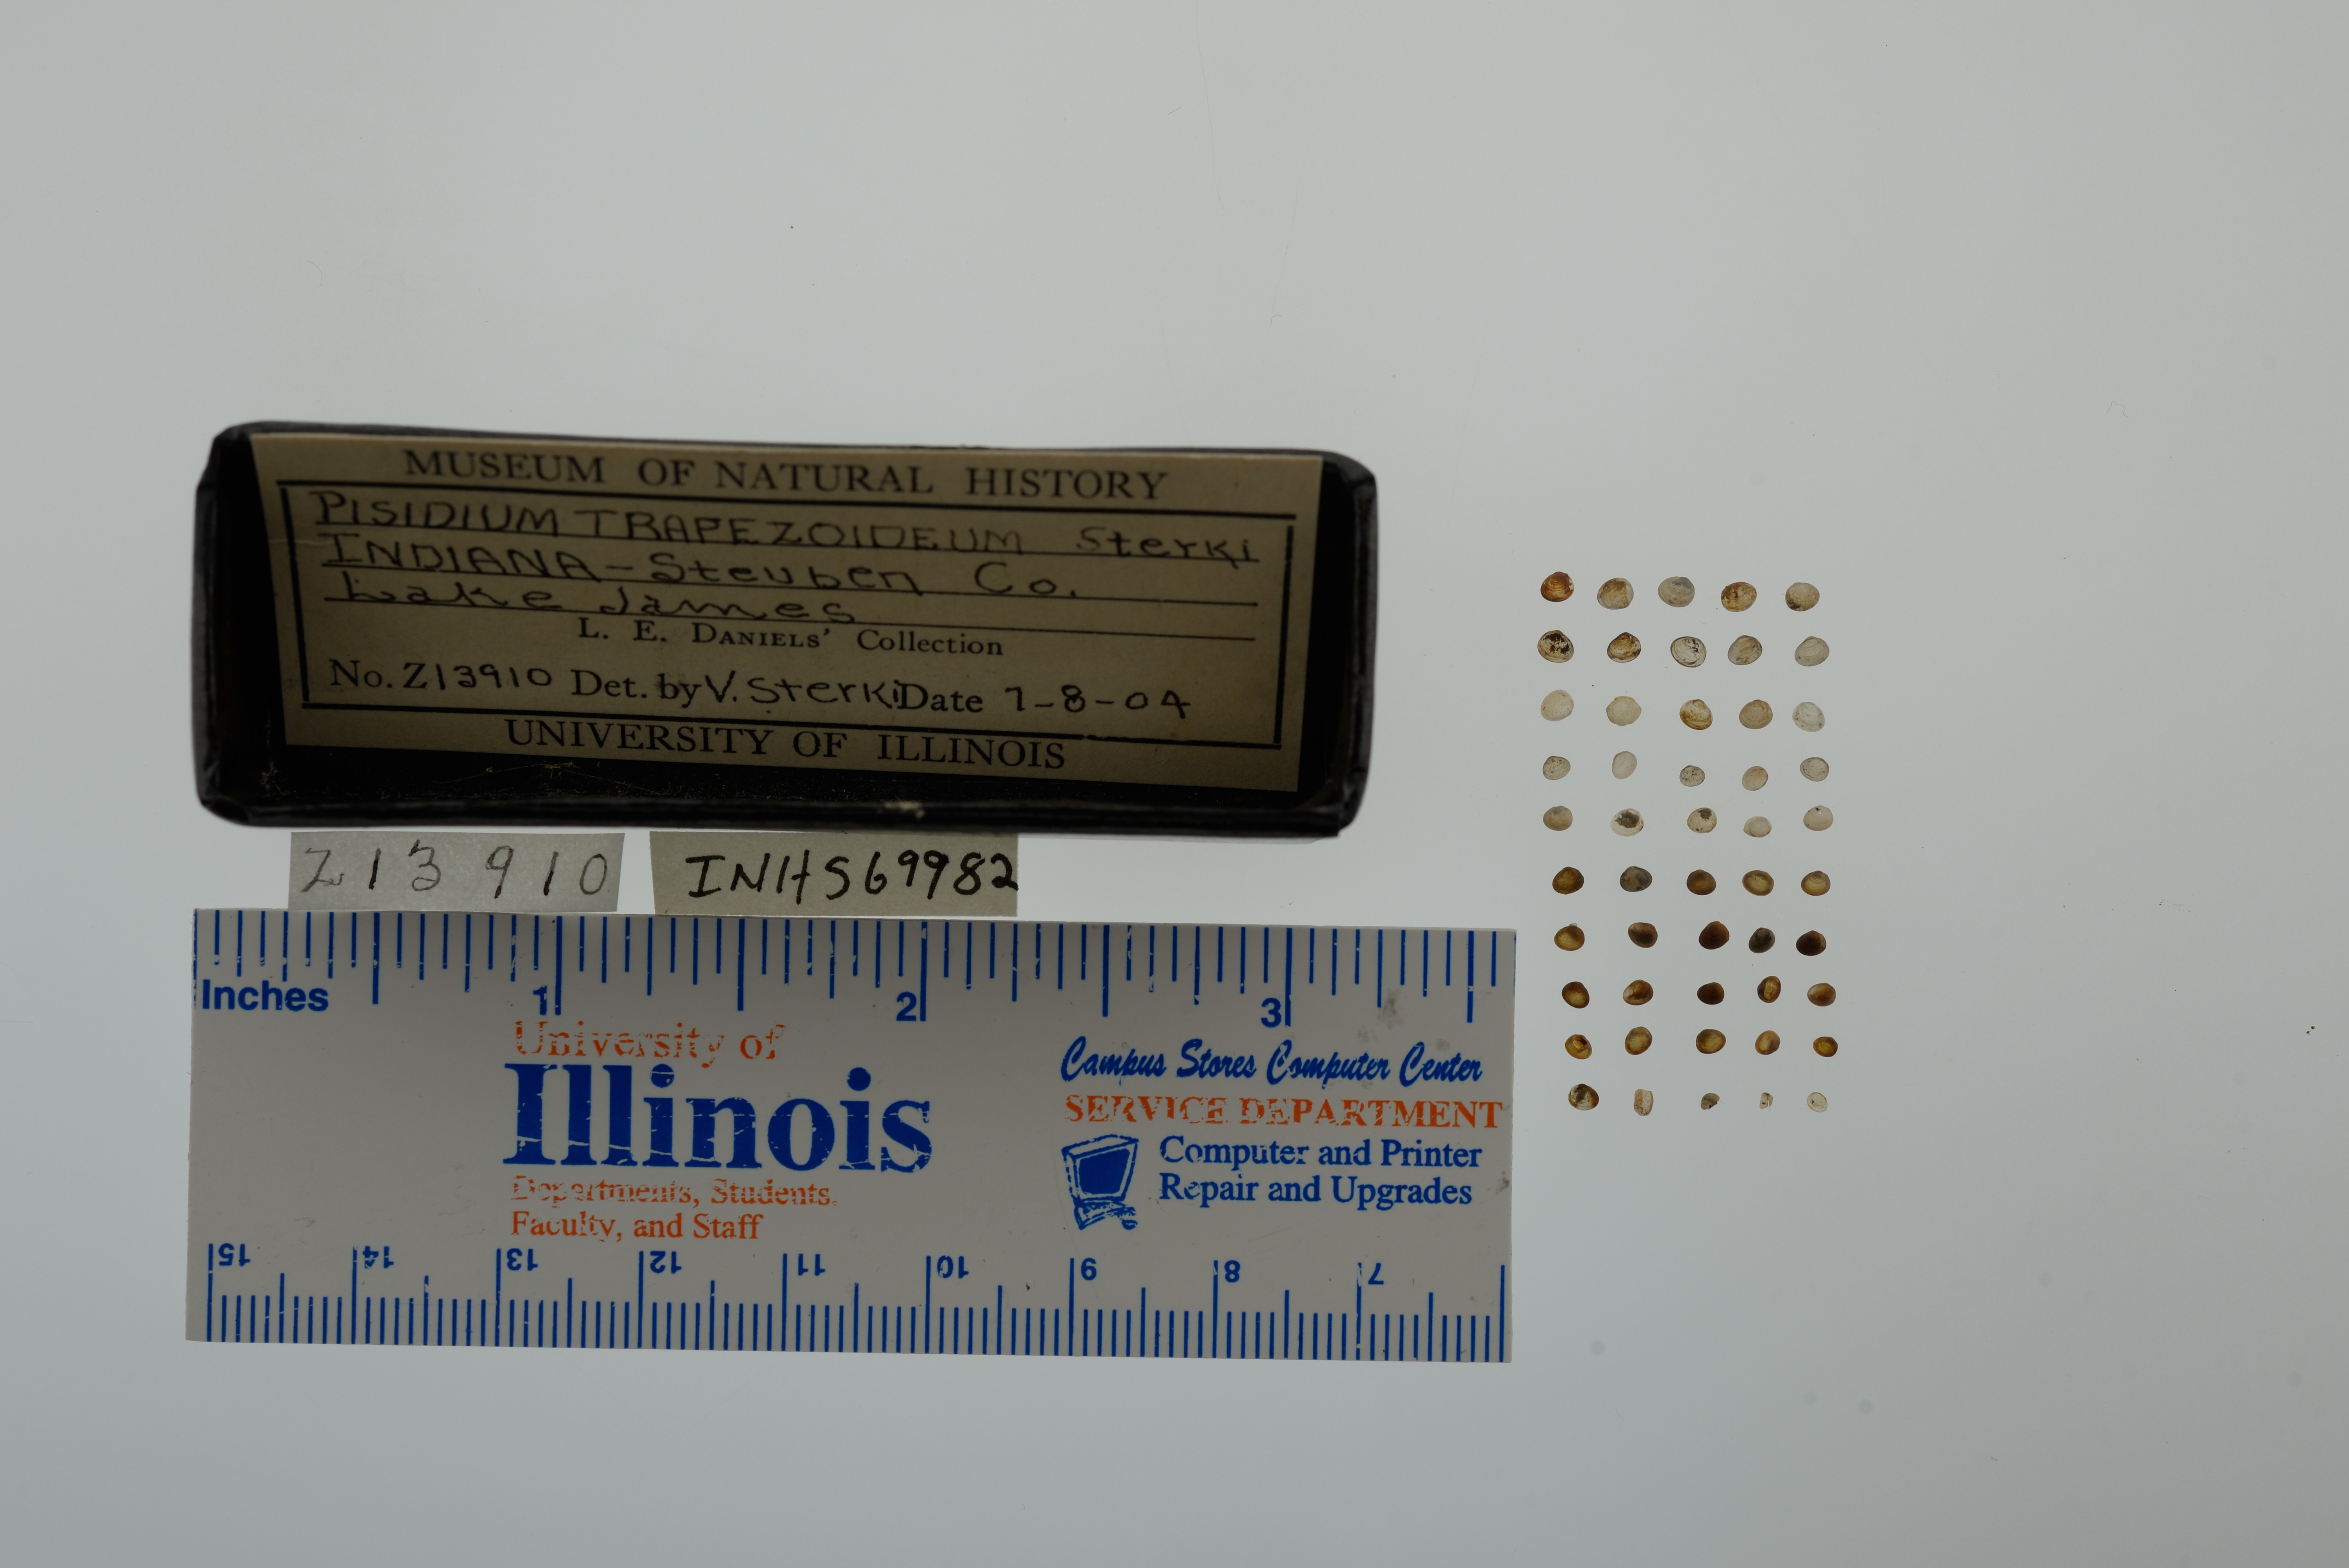 MUSEUM OF NATURAL HISTORY
PISIDIUM TRAPEZOIDEUM Sterki
INDIANA-Steuben Co.
Lake James
L. E. DANIELS' Collection
No. Z13910 Det. by V. Sterki Date 7-8-04
UNIVERSITY OF ILLINOIS
Z13910
INHS69982
Inches 1 2 3
University of
Illinois
Departments, Students,
Faculty, and Staff
Campus Stores Computer Center
SERVICE DEPARTMENT
Computer and Printer
Repair and Upgrades
15 14 13 12 11 10 9 8 7